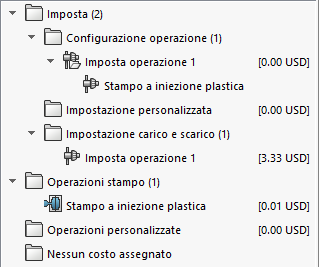 Imposta (2)
Configurazione operazione (1)
Imposta operazione 1 [0.00 USD]
Stampo a iniezione plastica
Impostazione personalizzata [0.00 USD]
Impostazione carico e scarico (1)
Imposta operazione 1 [3.33 USD]
Operazioni stampo (1)
Stampo a iniezione plastica [0.01 USD]
Operazioni personalizzate [0.00 USD]
Nessun costo assegnato